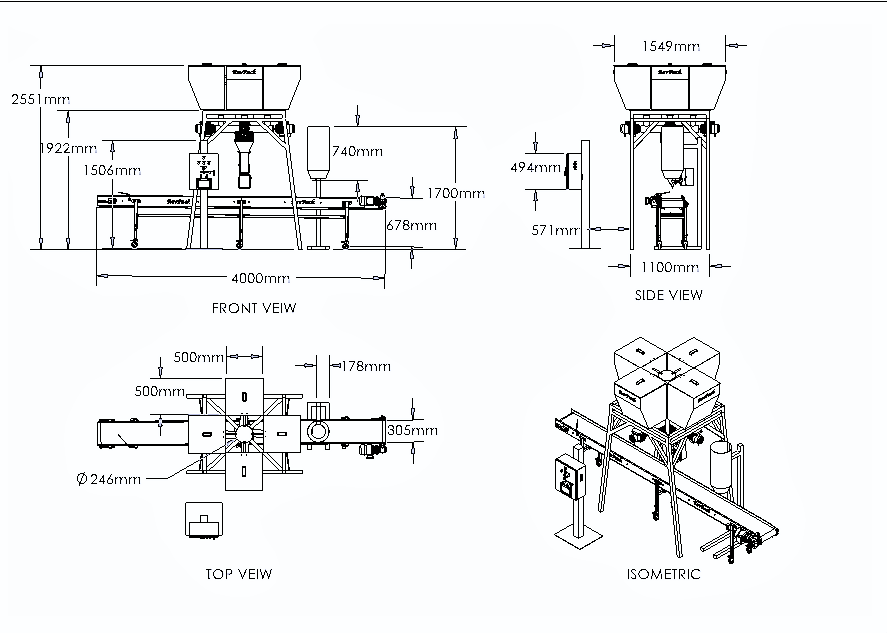 1549mm
2551mm
1922mm
1506mm
740mm
1700mm
678mm
4000mm
FRONT VEIW
494mm
571mm
1100mm
SIDE VIEW
500mm
500mm
178mm
305mm
Ø 246mm
TOP VEIW
ISOMETRIC